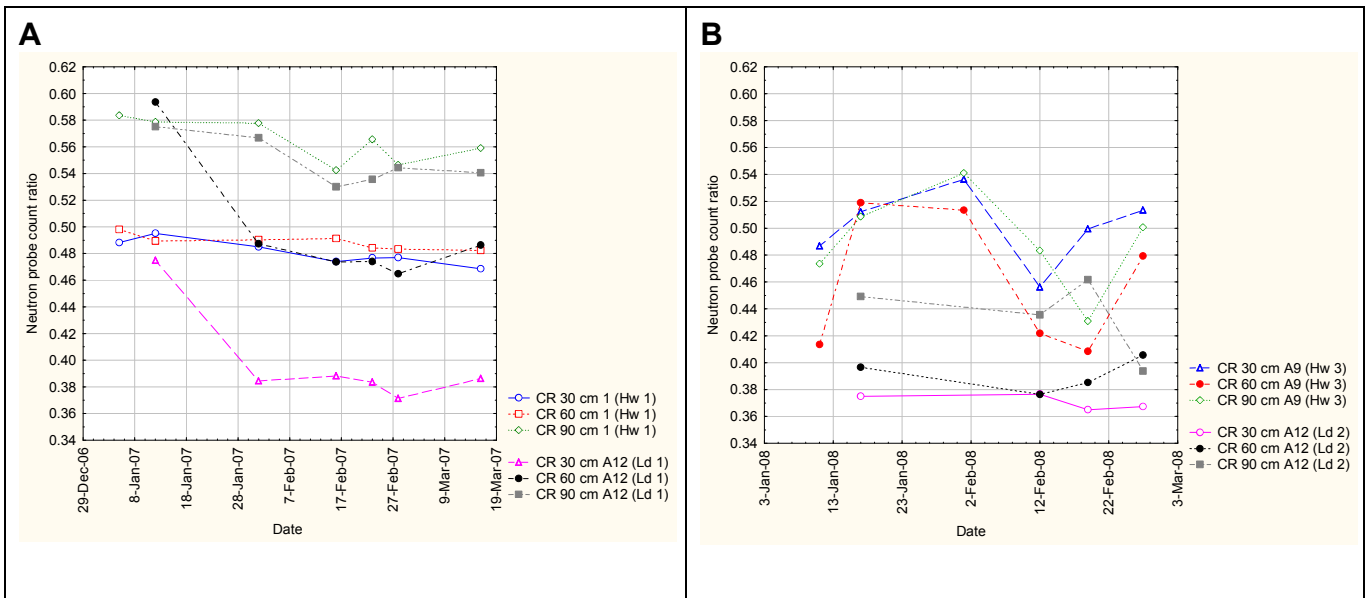 A
Neutron probe count ratio
0.62
0.60
0.58
0.56
0.54
0.52
0.50
0.48
0.46
0.44
0.42
0.40
0.38
0.36
0.34
29-Dec-06
8-Jan-07
18-Jan-07
28-Jan-07
7-Feb-07
17-Feb-07
27-Feb-07
9-Mar-07
19-Mar-07
Date
CR 30 cm 1 (Hw 1)
CR 60 cm 1 (Hw 1)
CR 90 cm 1 (Hw 1)
CR 30 cm A12 (Ld 1)
CR 60 cm A12 (Ld 1)
CR 90 cm A12 (Ld 1)
B
Neutron probe count ratio
0.62
0.60
0.58
0.56
0.54
0.52
0.50
0.48
0.46
0.44
0.42
0.40
0.38
0.36
0.34
3-Jan-08
13-Jan-08
23-Jan-08
2-Feb-08
12-Feb-08
22-Feb-08
3-Mar-08
Date
CR 30 cm A9 (Hw 3)
CR 60 cm A9 (Hw 3)
CR 90 cm A9 (Hw 3)
CR 30 cm A12 (Ld 2)
CR 60 cm A12 (Ld 2)
CR 90 cm A12 (Ld 2)